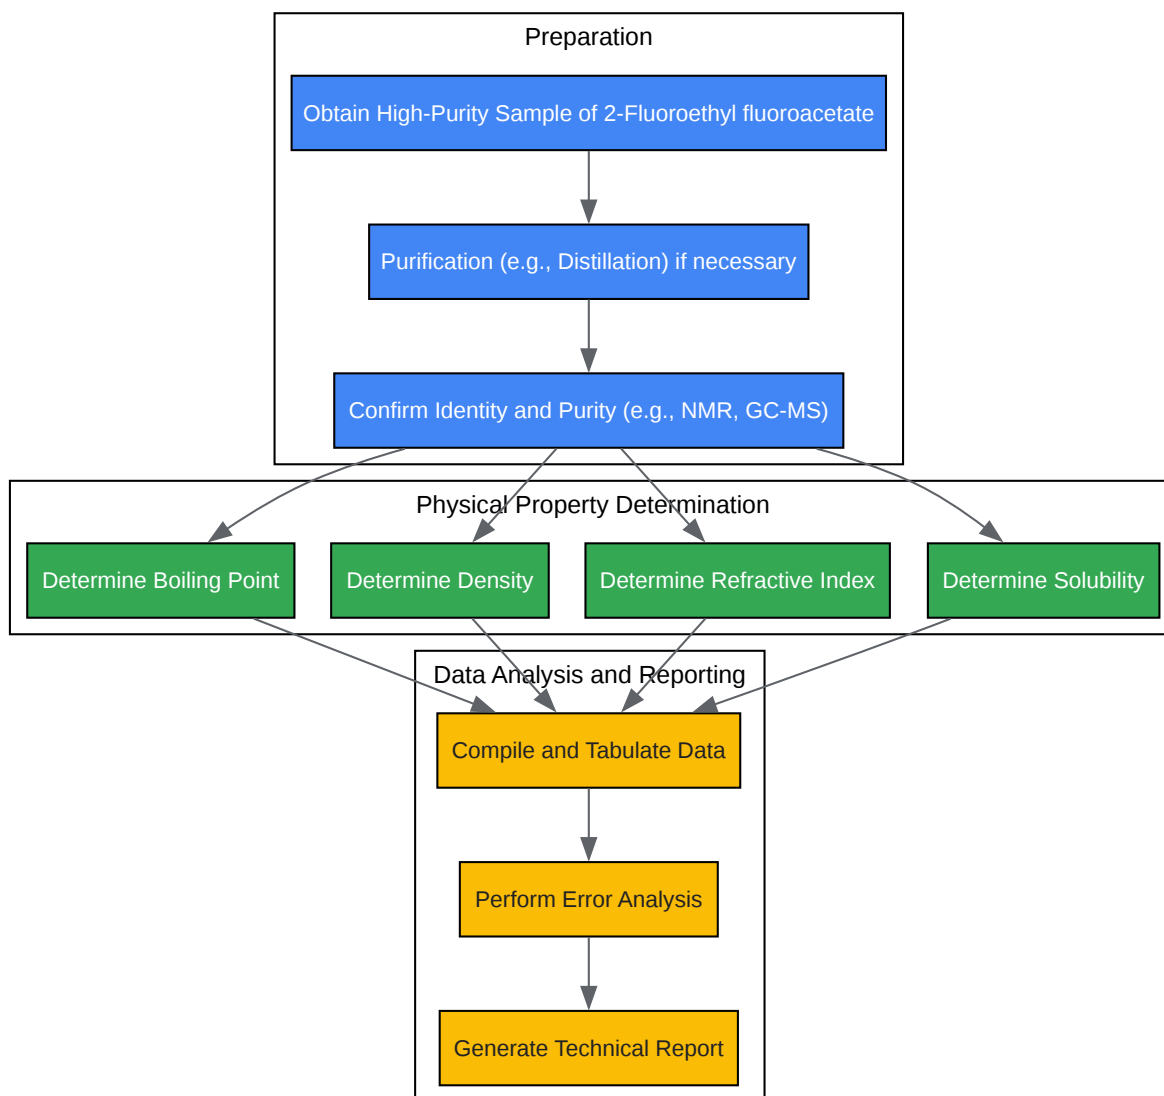 Preparation
Obtain High-Purity Sample of 2-Fluoroethyl fluoroacetate
Purification (e.g., Distillation) if necessary
Confirm Identity and Purity (e.g., NMR, GC-MS)
Physical Property Determination
Determine Boiling Point
Determine Density
Determine Refractive Index
Determine Solubility
Data Analysis and Reporting
Compile and Tabulate Data
Perform Error Analysis
Generate Technical Report